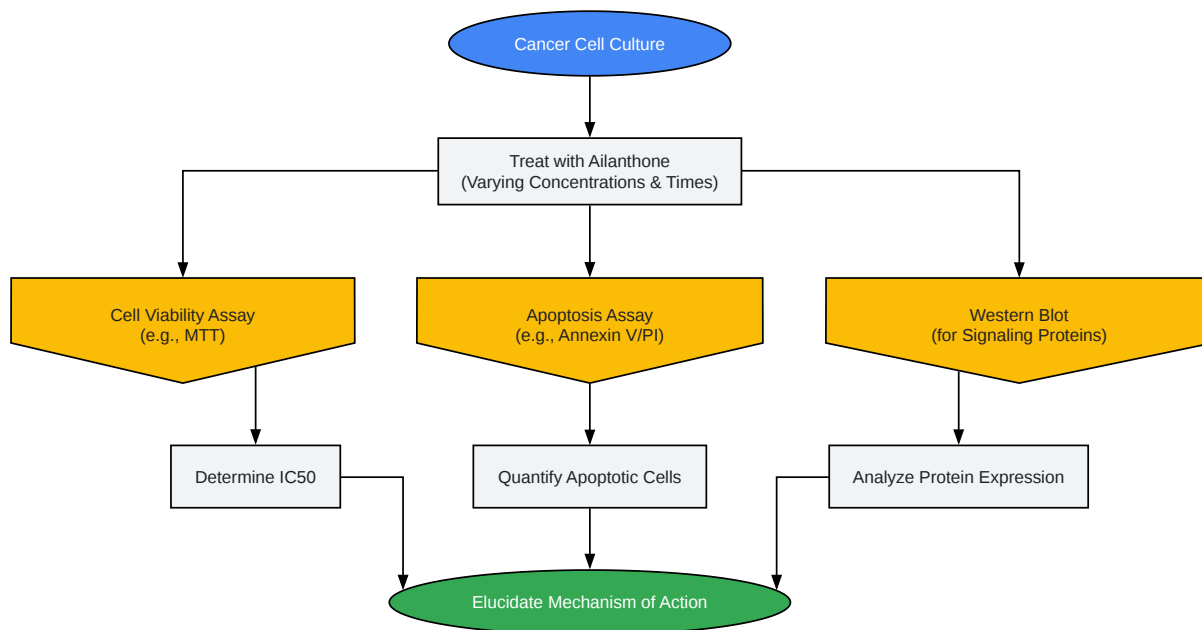 Cancer Cell Culture
Treat with Ailanthone
(Varying Concentrations & Times)
Cell Viability Assay
(e.g., MTT)
Apoptosis Assay
(e.g., Annexin V/PI)
Western Blot
(for Signaling Proteins)
Determine IC50
Quantify Apoptotic Cells
Analyze Protein Expression
Elucidate Mechanism of Action